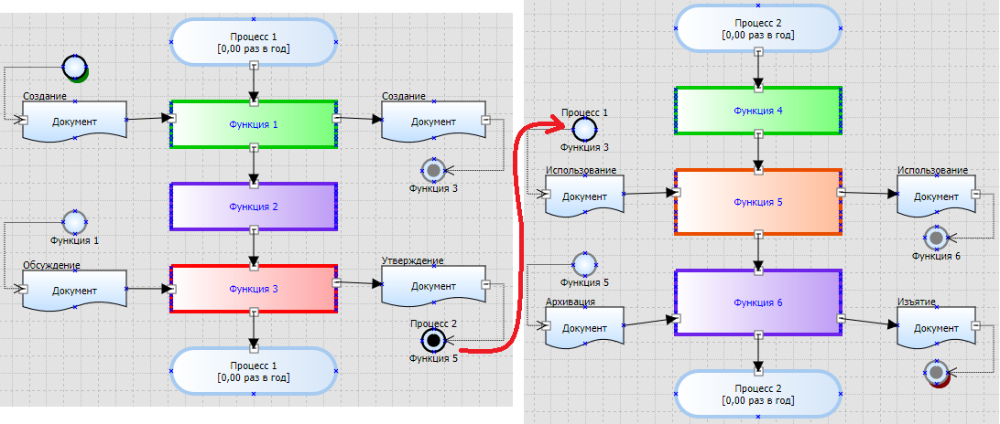 Процесс 1
[0,00 раз в год]
Создание
Документ
Функция 1
Создание
Документ
Функция 3
Функция 2
Функция 1
Обсуждение
Документ
Функция 3
Утверждение
Документ
Процесс 2
Функция 5
Процесс 1
[0,00 раз в год]
Процесс 2
[0,00 раз в год]
Функция 4
Процесс 1
Функция 3
Использование
Документ
Функция 5
Использование
Документ
Функция 6
Функция 5
Архивация
Документ
Функция 6
Изъятие
Документ
Процесс 2
[0,00 раз в год]